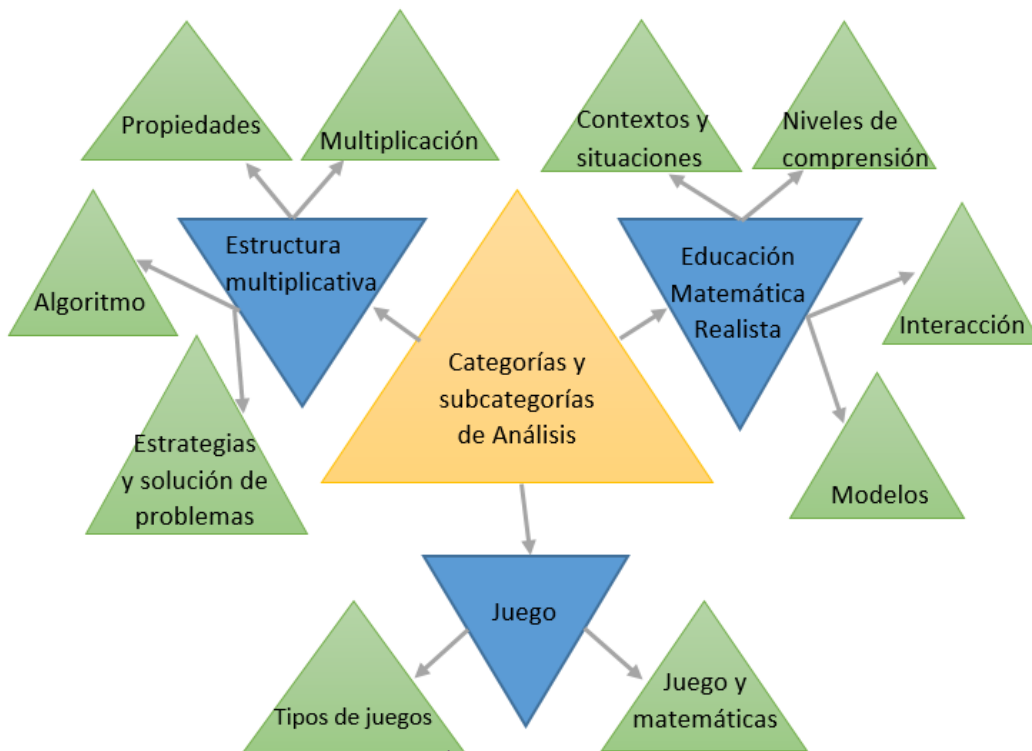 Propiedades
Multiplicación
Contextos y
situaciones
Niveles de
comprensión
Estructura
multiplicativa
Educación
Matemática
Realista
Algoritmo
Interacción
Categorías y
subcategorías
de Análisis
Estrategias
y solución de
problemas
Modelos
Juego
Tipos de juegos
Juego y
matemáticas